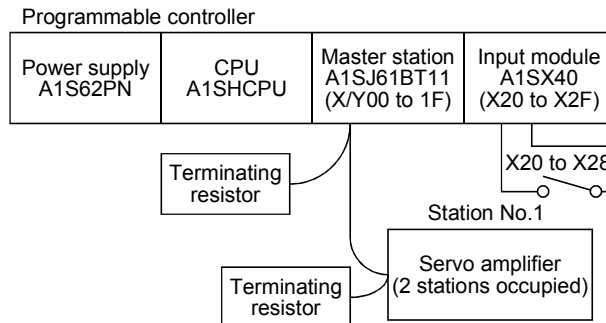 Programmable controller
Power supply
A1S62PN
CPU
A1SHCPU
Master station
A1SJ61BT11
(X/Y00 to 1F)
Input module
A1SX40
(X20 to X2F)
X20 to X28
Terminating
resistor
Station No.1
Servo amplifier
(2 stations occupied)
Terminating
resistor